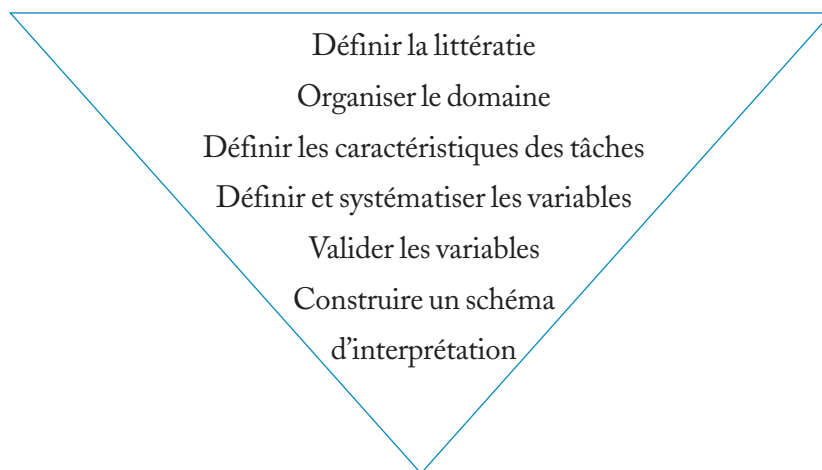 Définir la littératie
Organiser le domaine
Définir les caractéristiques des tâches
Définir et systématiser les variables
Valider les variables
Construire un schéma
d’interprétation